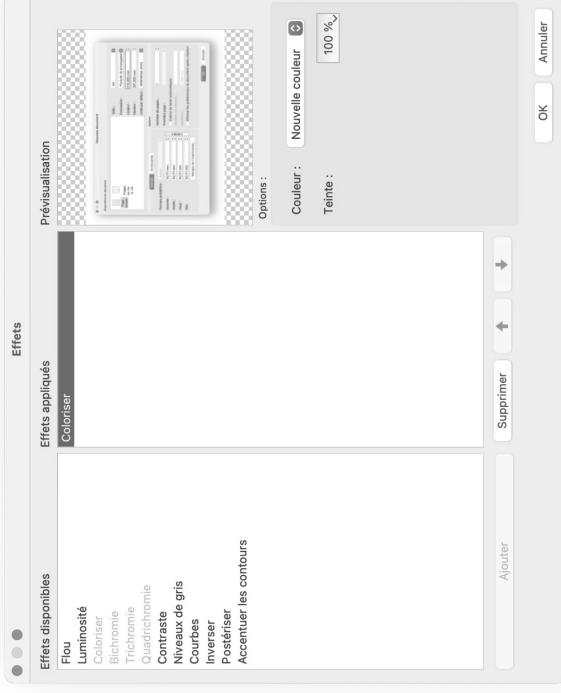 Effets
Effets disponibles
Flou
Luminosité
Coloriser
Bichromie
Trichromie
Quadrichromie
Contraste
Niveaux de gris
Courbes
Inverser
Postériser
Accentuer les contours
Ajouter
Effets appliqués
Coloriser
Supprimer
Prévisualisation
Options :
Couleur :
Nouvelle couleur
Teinte :
100 %
OK
Annuler